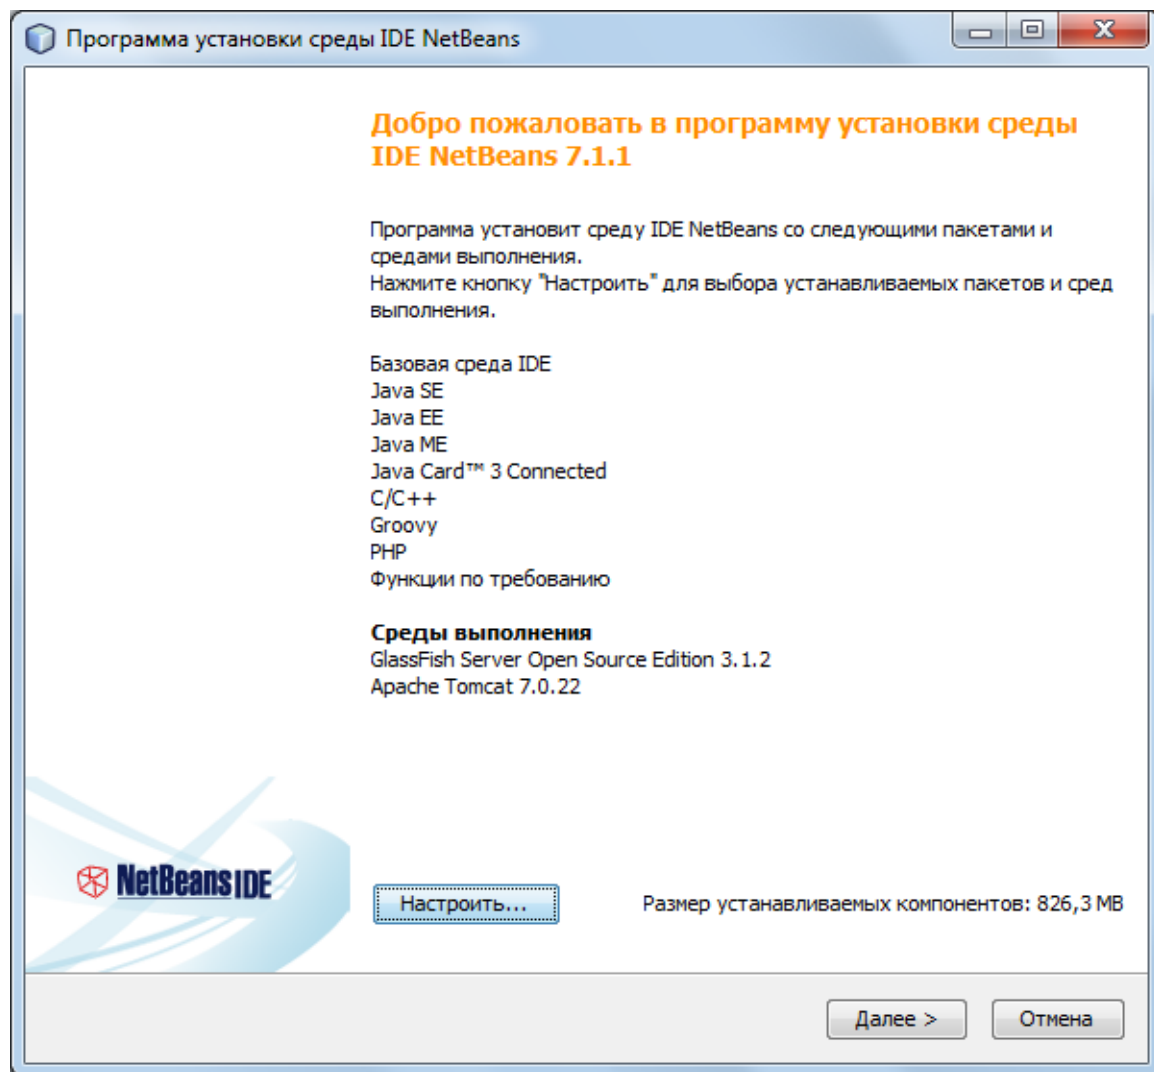 Программа установки среды IDE NetBeans
Добро пожаловать в программу установки среды
IDE NetBeans 7.1.1
Программа установит среду IDE NetBeans со следующими пакетами и
средами выполнения.
Нажмите кнопку "Настроить" для выбора устанавливаемых пакетов и сред
выполнения.
Базовая среда IDE
Java SE
Java EE
Java ME
Java Card™ 3 Connected
C/C++
Groovy
PHP
Функции по требованию
Среды выполнения
GlassFish Server Open Source Edition 3.1.2
Apache Tomcat 7.0.22
NetBeans IDE
Настроить...
Размер устанавливаемых компонентов: 826,3 MB
Далее >
Отмена